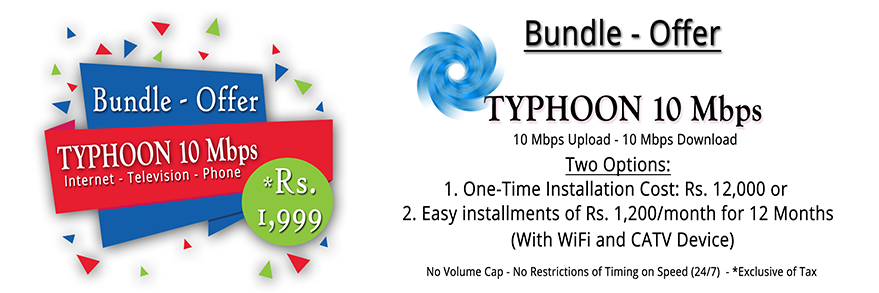 Bundle - Offer
TYPHOON 10 Mbps
Internet - Television - Phone
*Rs.
1,999
Bundle - Offer
TYPHOON 10 Mbps
10 Mbps Upload - 10 Mbps Download
Two Options:
1. One-Time Installation Cost: Rs. 12,000 or
2. Easy installments of Rs. 1,200/month for 12 Months
(With WiFi and CATV Device)
No Volume Cap - No Restrictions of Timing on Speed (24/7) - *Exclusive of Tax